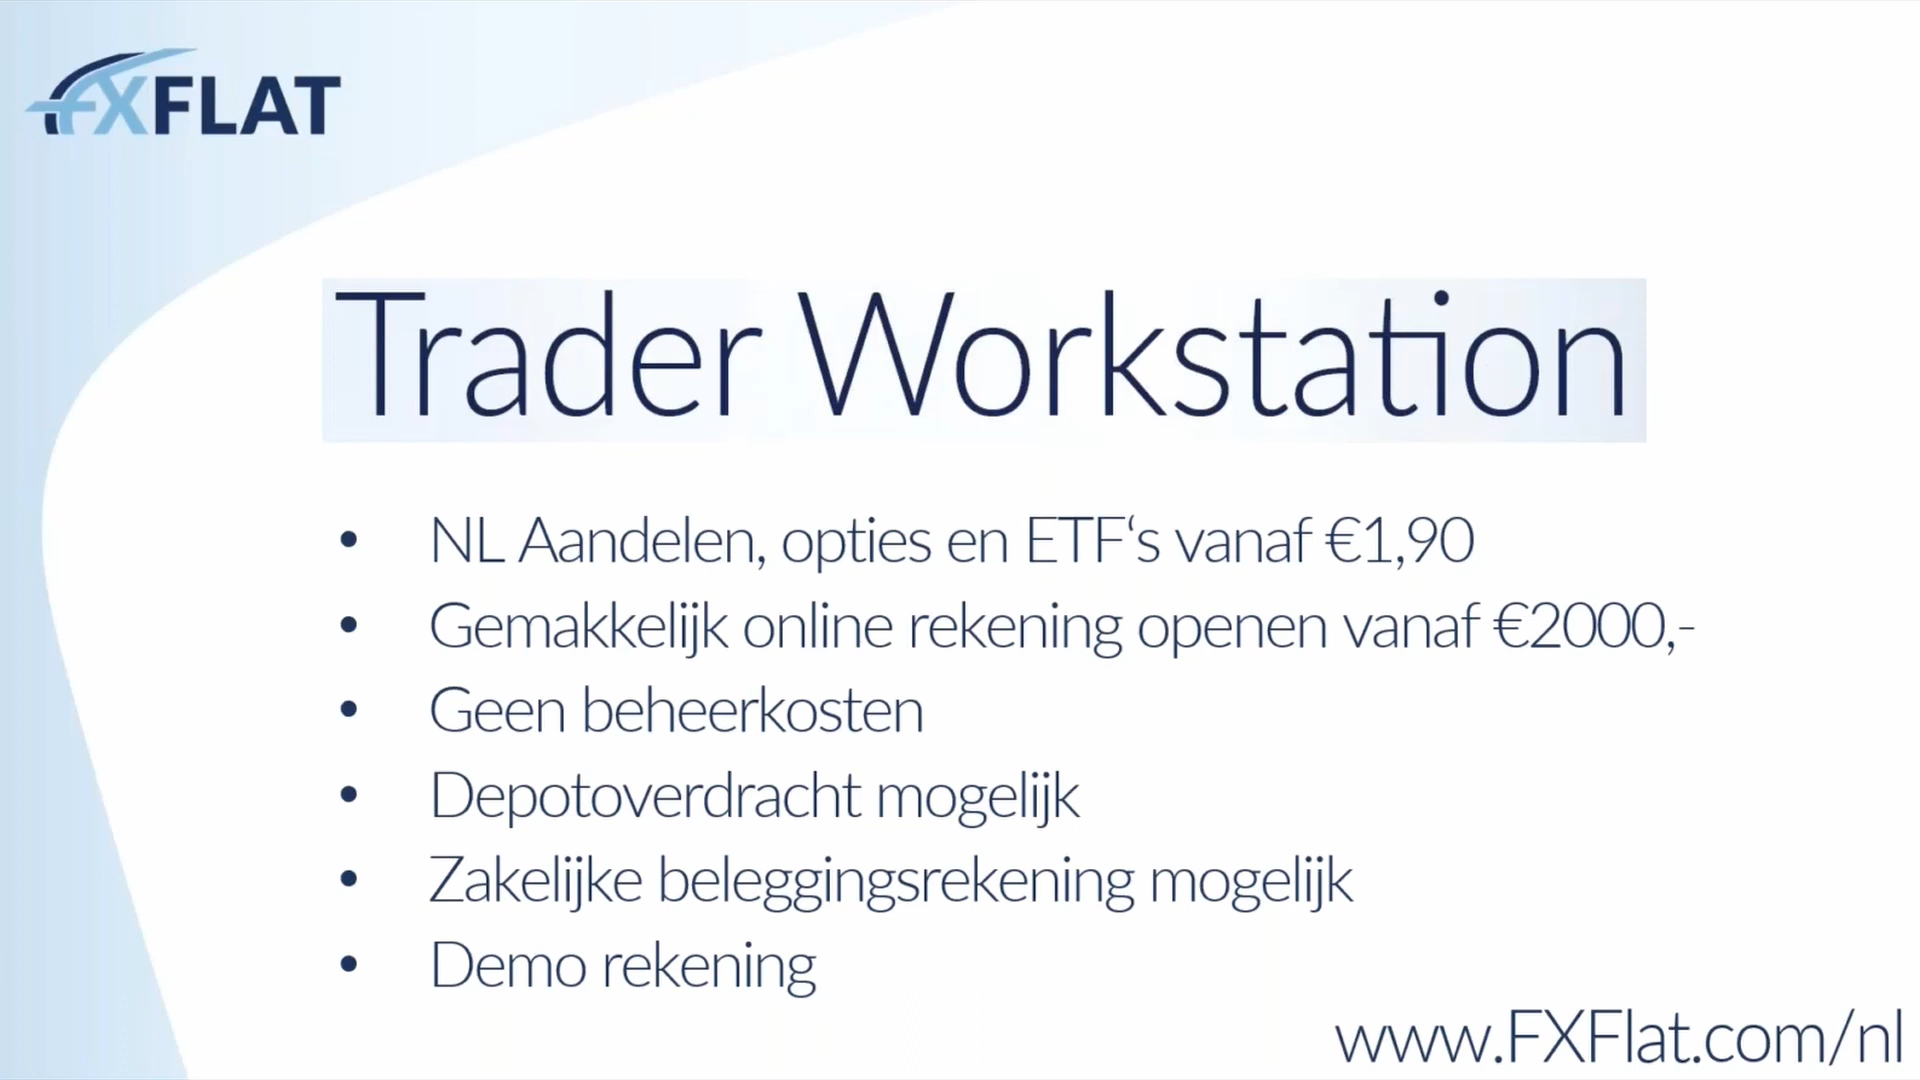 FXFLAT
Trader Workstation
• NL Aandelen, opties en ETF‘s vanaf €1,90
• Gemakkelijk online rekening openen vanaf €2000,-
• Geen beheerkosten
• Depotoverdracht mogelijk
• Zakelijke beleggingsrekening mogelijk
• Demo rekening
www.FXFlat.com/nl